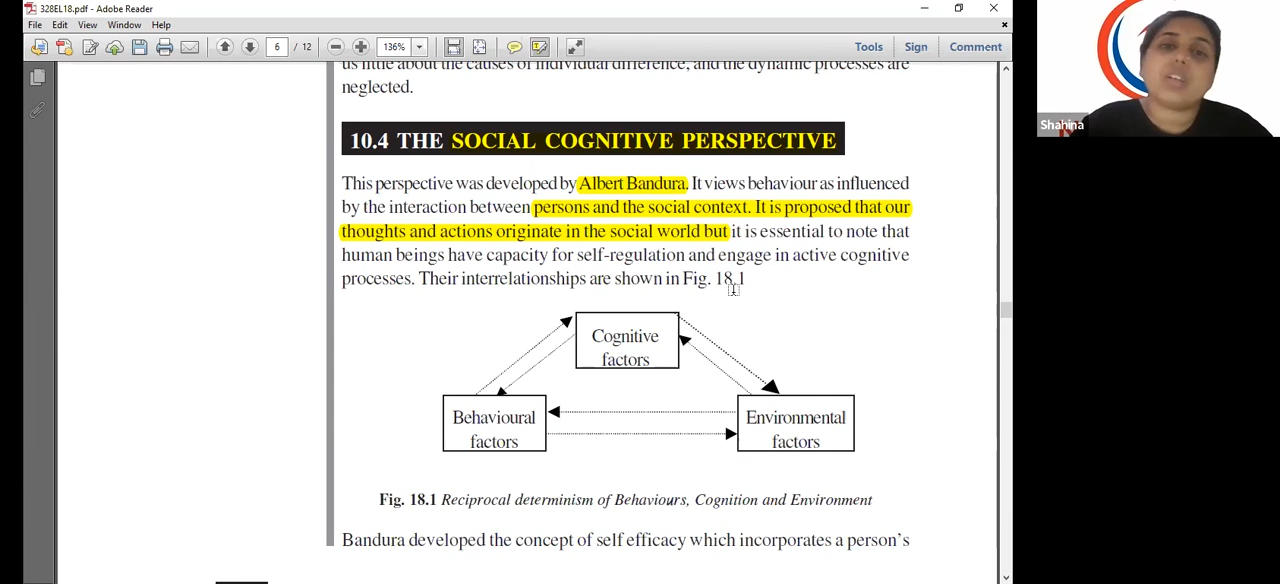 328EL18.pdf - Adobe Reader
File Edit View Window Help
6 / 12 136% Tools Sign Comment
us little about the causes of individual difference, and the dynamic processes are
neglected.
10.4 THE SOCIAL COGNITIVE PERSPECTIVE
This perspective was developed by Albert Bandura. It views behaviour as influenced
by the interaction between persons and the social context. It is proposed that our
thoughts and actions originate in the social world but it is essential to note that
human beings have capacity for self-regulation and engage in active cognitive
processes. Their interrelationships are shown in Fig. 18.1
Cognitive
factors
Behavioural
factors
Environmental
factors
Fig. 18.1 Reciprocal determinism of Behaviours, Cognition and Environment
Bandura developed the concept of self efficacy which incorporates a person's
Shahina